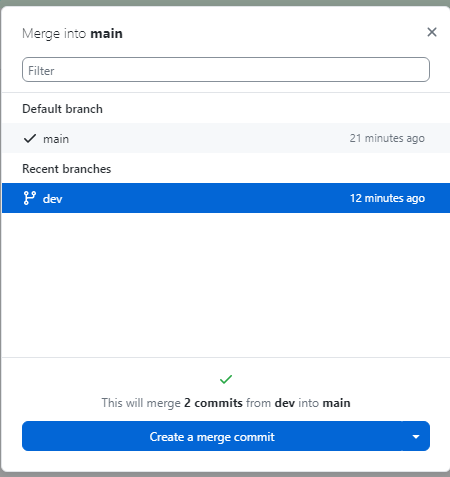 Merge into main
Filter
Default branch
main 21 minutes ago
Recent branches
dev 12 minutes ago
This will merge 2 commits from dev into main
Create a merge commit